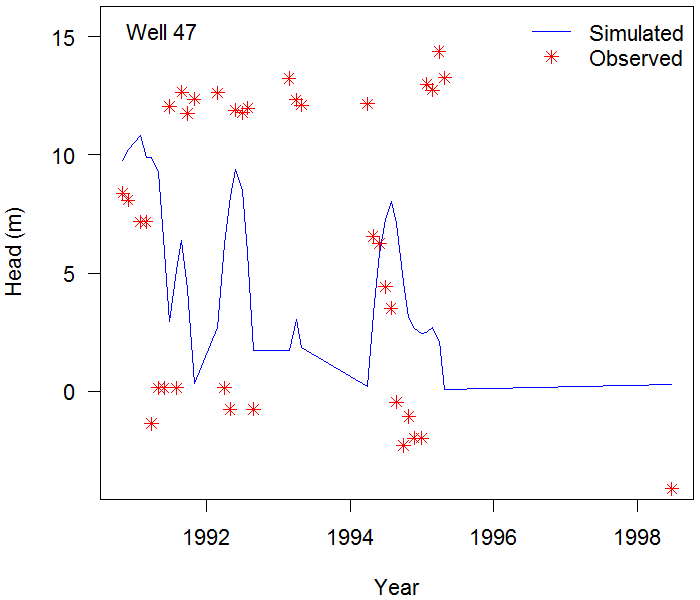 Well 47
Simulated
Observed
Head (m)
15
10
5
0
1992 1994 1996 1998
Year